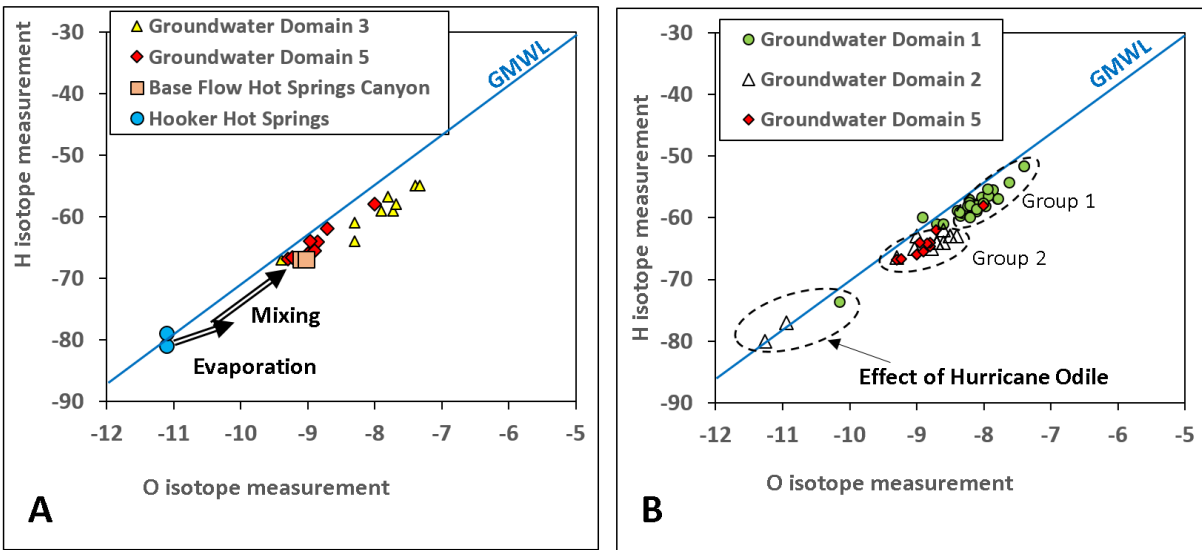 Groundwater Domain 3
Groundwater Domain 5
Base Flow Hot Springs Canyon
Hooker Hot Springs
H isotope measurement
-30
-40
-50
-60
-70
-80
-90
GMWL
Mixing
Evaporation
-12 -11 -10 -9 -8 -7 -6 -5
O isotope measurement
A
Groundwater Domain 1
Groundwater Domain 2
Groundwater Domain 5
H isotope measurement
-30
-40
-50
-60
-70
-80
-90
GMWL
Group 1
Group 2
Effect of Hurricane Odile
-12 -11 -10 -9 -8 -7 -6 -5
O isotope measurement
B